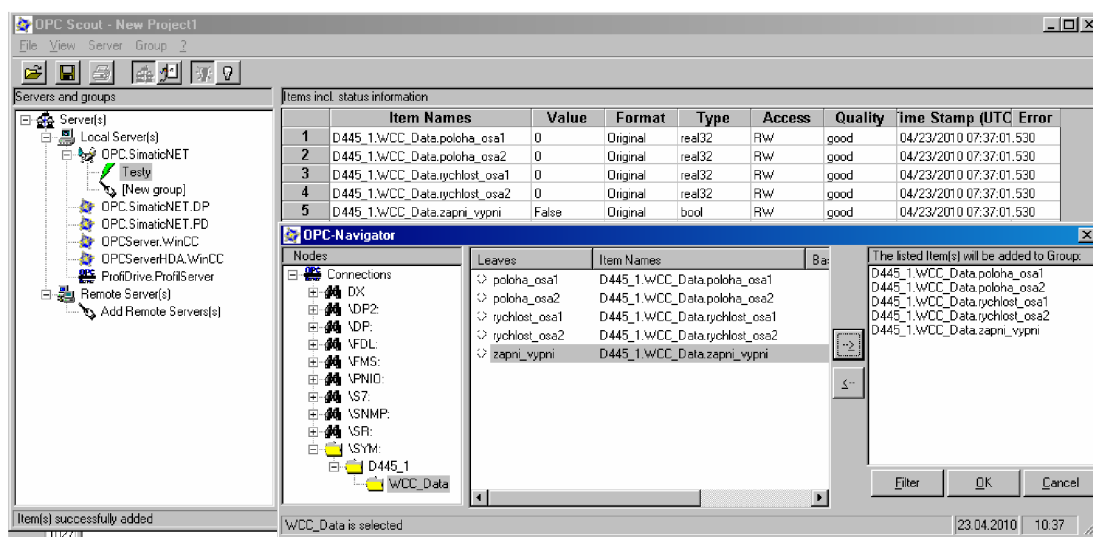 OPC Scout - New Project1
File View Server Group ?
Servers and groups
Server(s)
Local Server(s)
OPC.SimaticNET
Testy
[New group]
OPC.SimaticNET.DP
OPC.SimaticNET.PD
OPCServer.WinCC
OPCServerHDA.WinCC
ProfiDrive.ProfilServer
Remote Server(s)
Add Remote Servers(s)
Item(s) successfully added
Items incl. status information
Item Names Value Format Type Access Quality ime Stamp (UTC Error
1 D445_1.WCC_Data.poloha_osa1 0 Original real32 RW good 04/23/2010 07:37:01.530
2 D445_1.WCC_Data.poloha_osa2 0 Original real32 RW good 04/23/2010 07:37:01.530
3 D445_1.WCC_Data.rychlost_osa1 0 Original real32 RW good 04/23/2010 07:37:01.530
4 D445_1.WCC_Data.rychlost_osa2 0 Original real32 RW good 04/23/2010 07:37:01.530
5 D445_1.WCC_Data.zapni_vypni False Original bool RW good 04/23/2010 07:37:01.530
OPC-Navigator
Nodes
OPC Connections
DX
\DP2:
\DP:
\FDL:
\FMS:
\PNIO:
\S7:
\SNMP:
\SR:
\SYM:
D445_1
WCC_Data
Leaves Item Names Ba
poloha_osa1 D445_1.WCC_Data.poloha_osa1
poloha_osa2 D445_1.WCC_Data.poloha_osa2
rychlost_osa1 D445_1.WCC_Data.rychlost_osa1
rychlost_osa2 D445_1.WCC_Data.rychlost_osa2
zapni_vypni D445_1.WCC_Data.zapni_vypni
-->
<--
The listed Item(s) will be added to Group:
D445_1.WCC_Data.poloha_osa1
D445_1.WCC_Data.poloha_osa2
D445_1.WCC_Data.rychlost_osa1
D445_1.WCC_Data.rychlost_osa2
D445_1.WCC_Data.zapni_vypni
Filter OK Cancel
WCC_Data is selected 23.04.2010 10:37